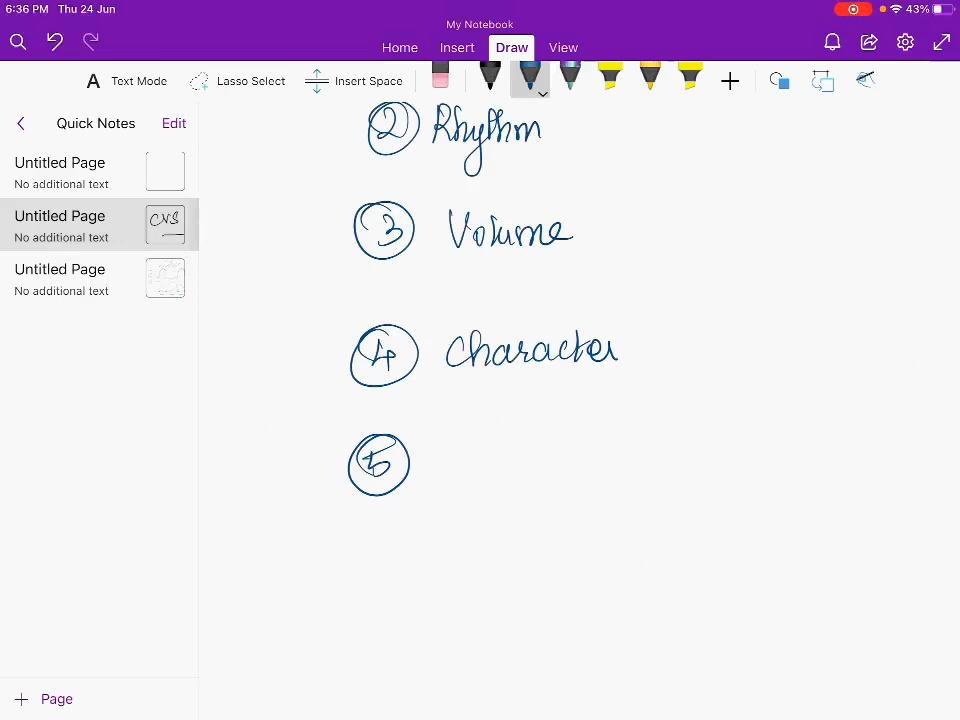 6:36 PM Thu 24 Jun 43%
My Notebook
Home Insert Draw View
Text Mode Lasso Select Insert Space
Quick Notes Edit
Untitled Page
No additional text
Untitled Page
No additional text
CNS
Untitled Page
No additional text
Page
2 Rhythm
3 Volume
4 Character
5